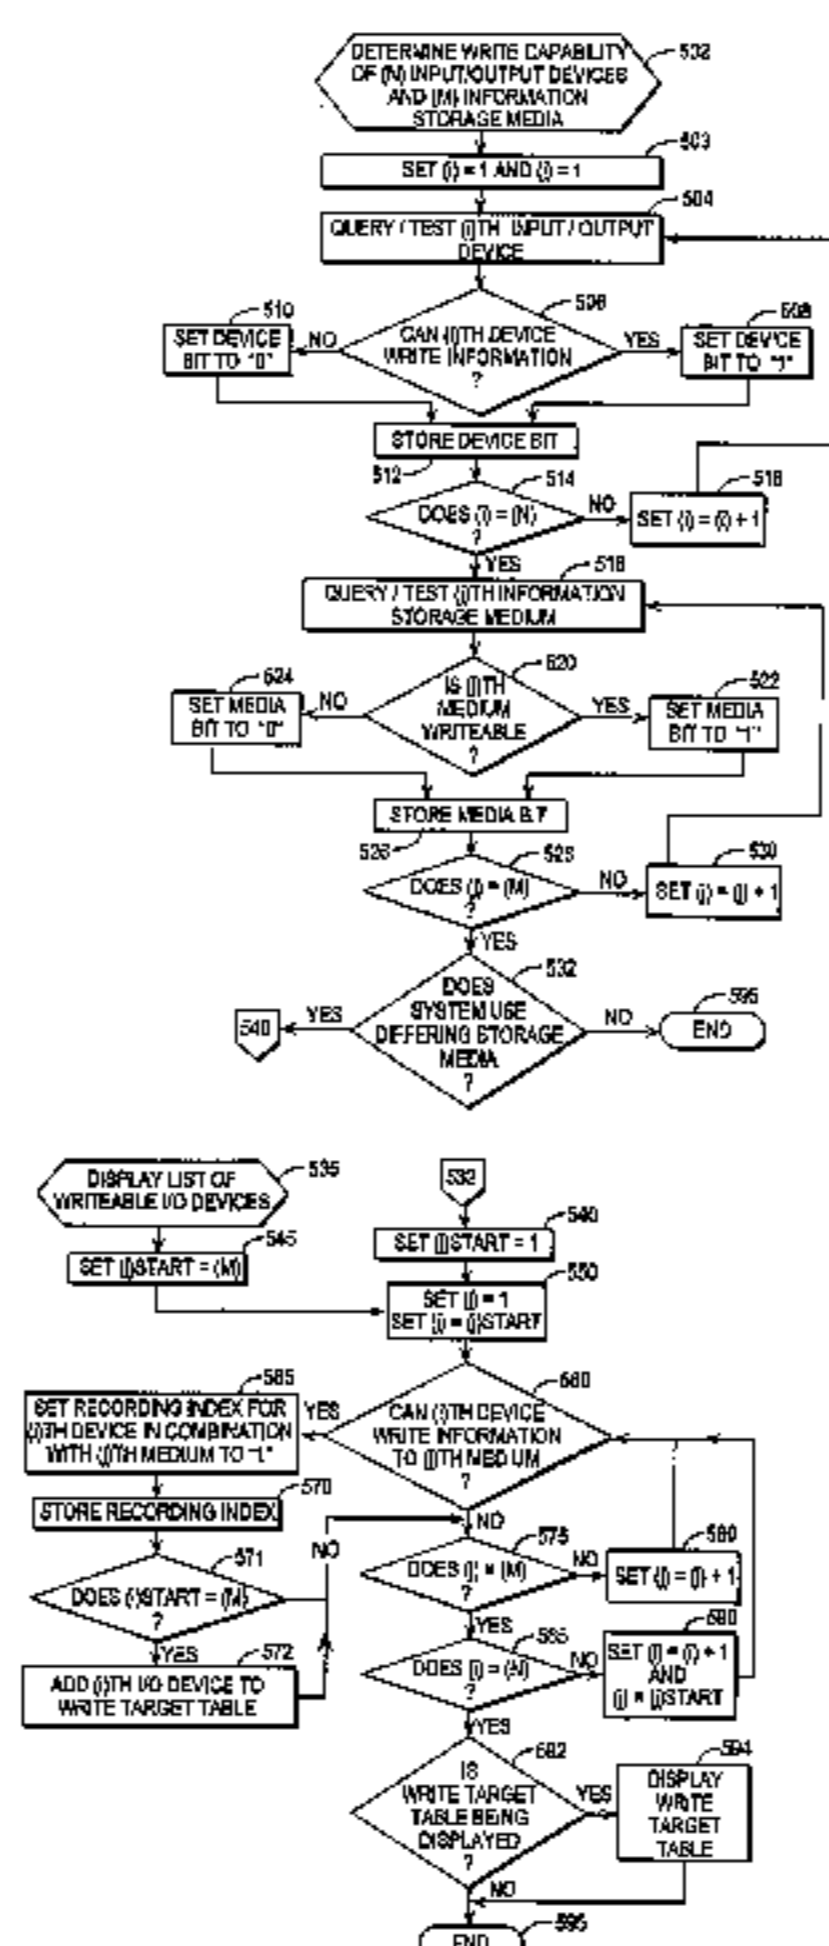 DETERMINE WRITE CAPABILITY
OF (N) INPUT/OUTPUT DEVICES
AND (M) INFORMATION
STORAGE MEDIA
SET (i) = 1 AND (j) = 1
503
504
QUERY / TEST (i)TH INPUT / OUTPUT
DEVICE
506
CAN (i)TH DEVICE
WRITE INFORMATION
?
NO
YES
510
SET DEVICE
BIT TO "0"
508
SET DEVICE
BIT TO "1"
STORE DEVICE BIT
512
514
DOES (i) = (N)
?
NO
SET (i) = (i) + 1
YES
518
QUERY / TEST (j)TH INFORMATION
STORAGE MEDIUM
520
IS (j)TH
MEDIUM
WRITEABLE
?
NO
YES
524
SET MEDIA
BIT TO "0"
522
SET MEDIA
BIT TO "1"
STORE MEDIA BIT
DOES (j) = (M)
?
NO
530
SET (j) = (j) + 1
YES
532
DOES
SYSTEM USE
DIFFERING STORAGE
MEDIA
?
YES
540
NO
595
END
DISPLAY LIST OF
WRITEABLE I/O DEVICES
535
545
SET (j)START = (M)
532
540
SET (j)START = 1
550
SET (i) = 1
SET (j) = (j)START
560
CAN (i)TH DEVICE
WRITE INFORMATION
TO (j)TH MEDIUM
?
YES
NO
565
SET RECORDING INDEX FOR
(i)TH DEVICE IN COMBINATION
WITH (j)TH MEDIUM TO "1."
570
STORE RECORDING INDEX
571
DOES (j)START = (M)
?
NO
YES
572
ADD (i)TH I/O DEVICE TO
WRITE TARGET TABLE
575
DOES (j) = (M)
?
NO
580
SET (j) = (j) + 1
YES
585
DOES (i) = (N)
?
NO
590
SET (i) = (i) + 1
AND
(j) = (j)START
YES
592
IS
WRITE TARGET
TABLE BEING
DISPLAYED
?
YES
594
DISPLAY
WRITE
TARGET
TABLE
NO
END
595